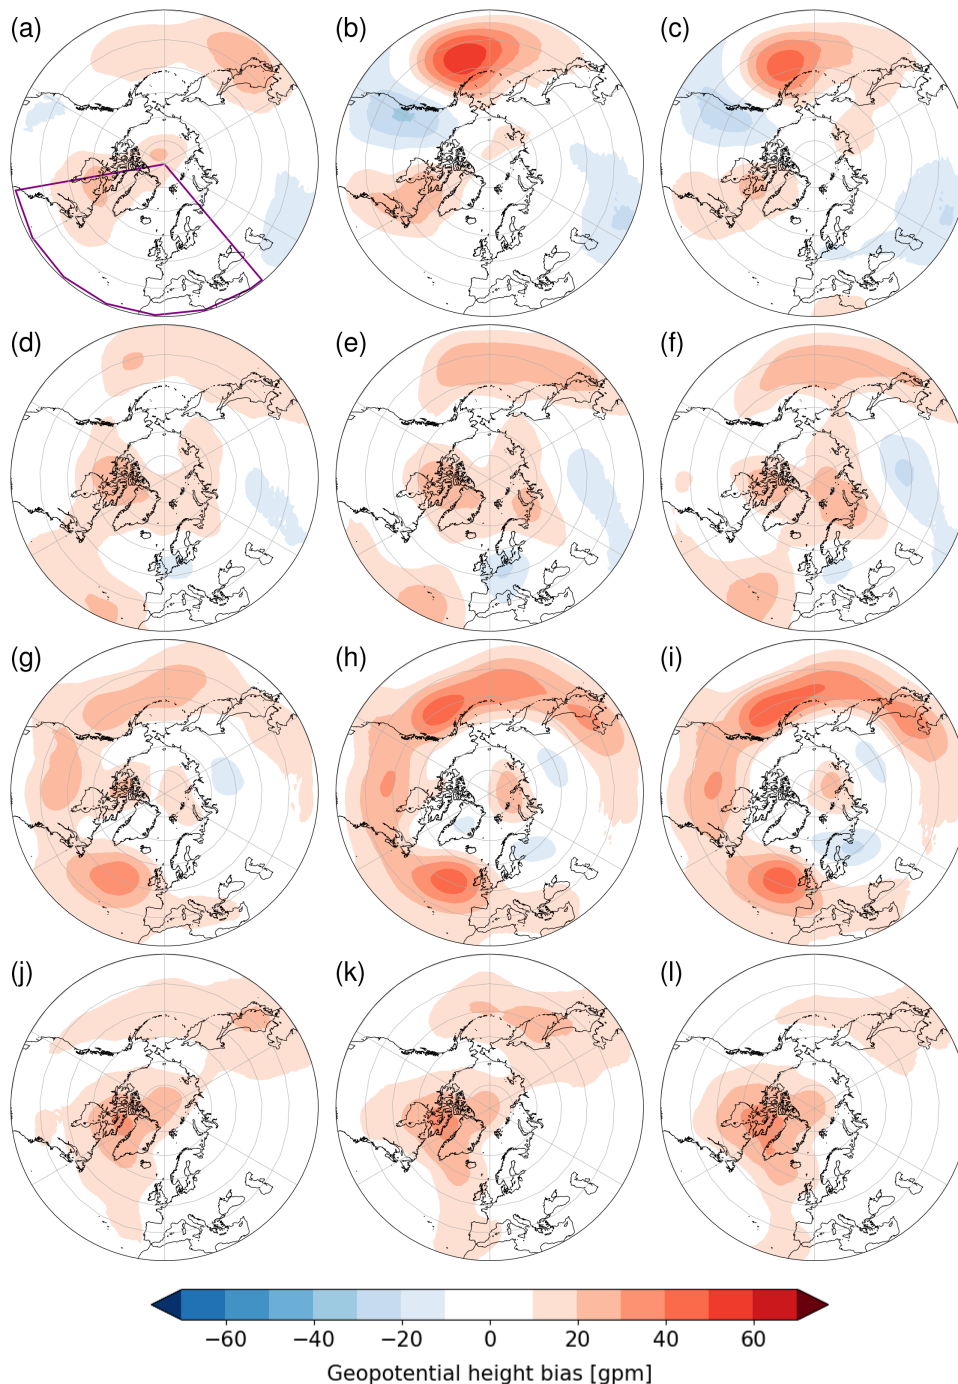 (a) (b) (c)
(d) (e) (f)
(g) (h) (i)
(j) (k) (l)
−60 −40 −20 0 20 40 60
Geopotential height bias [gpm]